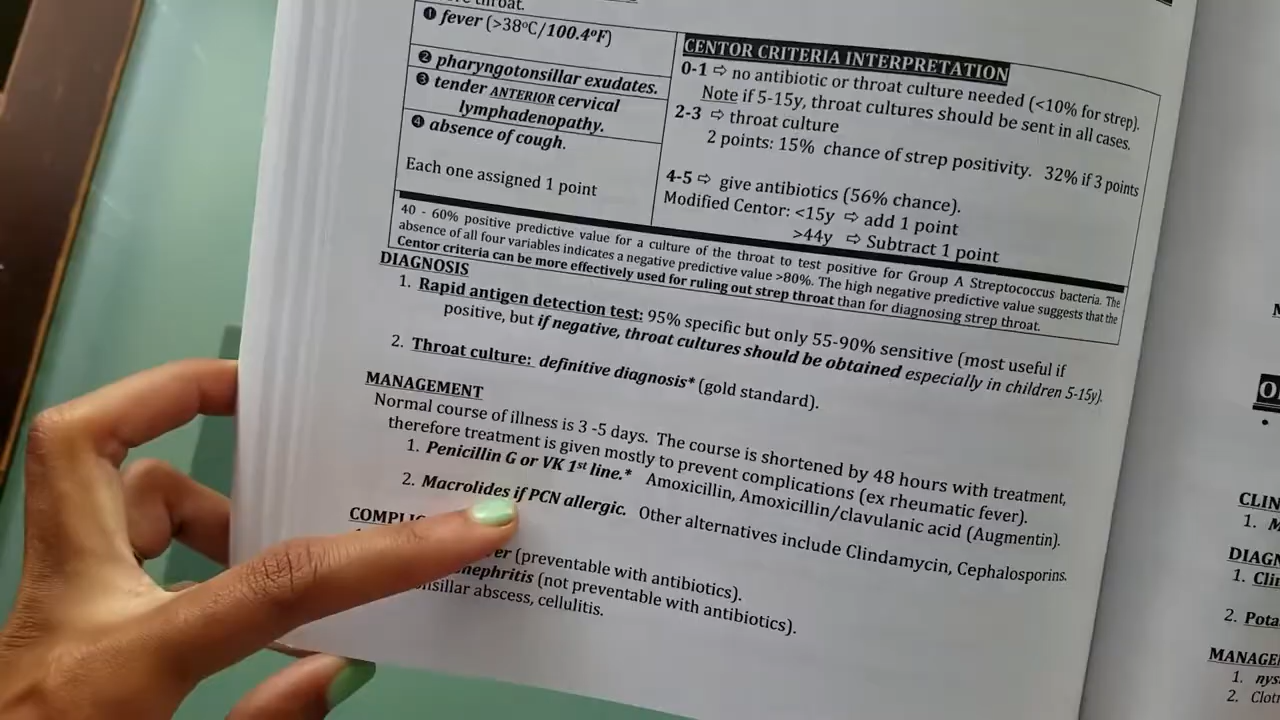 throat.
❶ fever (>38ºC/100.4ºF)
❷ pharyngotonsillar exudates.
❸ tender ANTERIOR cervical
lymphadenopathy.
❹ absence of cough.
Each one assigned 1 point
CENTOR CRITERIA INTERPRETATION
0-1 ⇨ no antibiotic or throat culture needed (<10% for strep).
Note if 5-15y, throat cultures should be sent in all cases.
2-3 ⇨ throat culture
2 points: 15% chance of strep positivity. 32% if 3 points
4-5 ⇨ give antibiotics (56% chance).
Modified Centor: <15y ⇨ add 1 point
>44y ⇨ Subtract 1 point
40 - 60% positive predictive value for a culture of the throat to test positive for Group A Streptococcus bacteria. The
absence of all four variables indicates a negative predictive value >80%. The high negative predictive value suggests that the
Centor criteria can be more effectively used for ruling out strep throat than for diagnosing strep throat.
DIAGNOSIS
1. Rapid antigen detection test: 95% specific but only 55-90% sensitive (most useful if
positive, but if negative, throat cultures should be obtained especially in children 5-15y).
2. Throat culture: definitive diagnosis* (gold standard).
MANAGEMENT
Normal course of illness is 3 -5 days. The course is shortened by 48 hours with treatment,
therefore treatment is given mostly to prevent complications (ex rheumatic fever).
1. Penicillin G or VK 1st line.* Amoxicillin, Amoxicillin/clavulanic acid (Augmentin).
2. Macrolides if PCN allergic. Other alternatives include Clindamycin, Cephalosporins.
(preventable with antibiotics).
(not preventable with antibiotics).
abscess, cellulitis.
1.
1.
2.
1.
2.